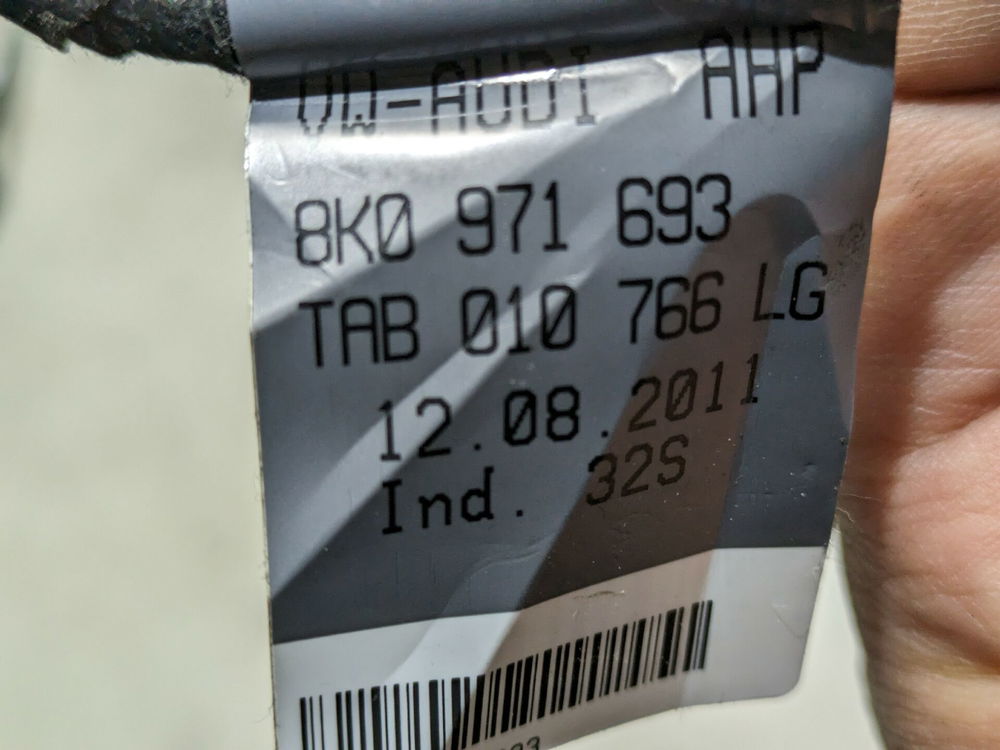 VW-AUDI AHP
8K0 971 693
TAB 010 766 LG
12.08.2011
Ind. 32S